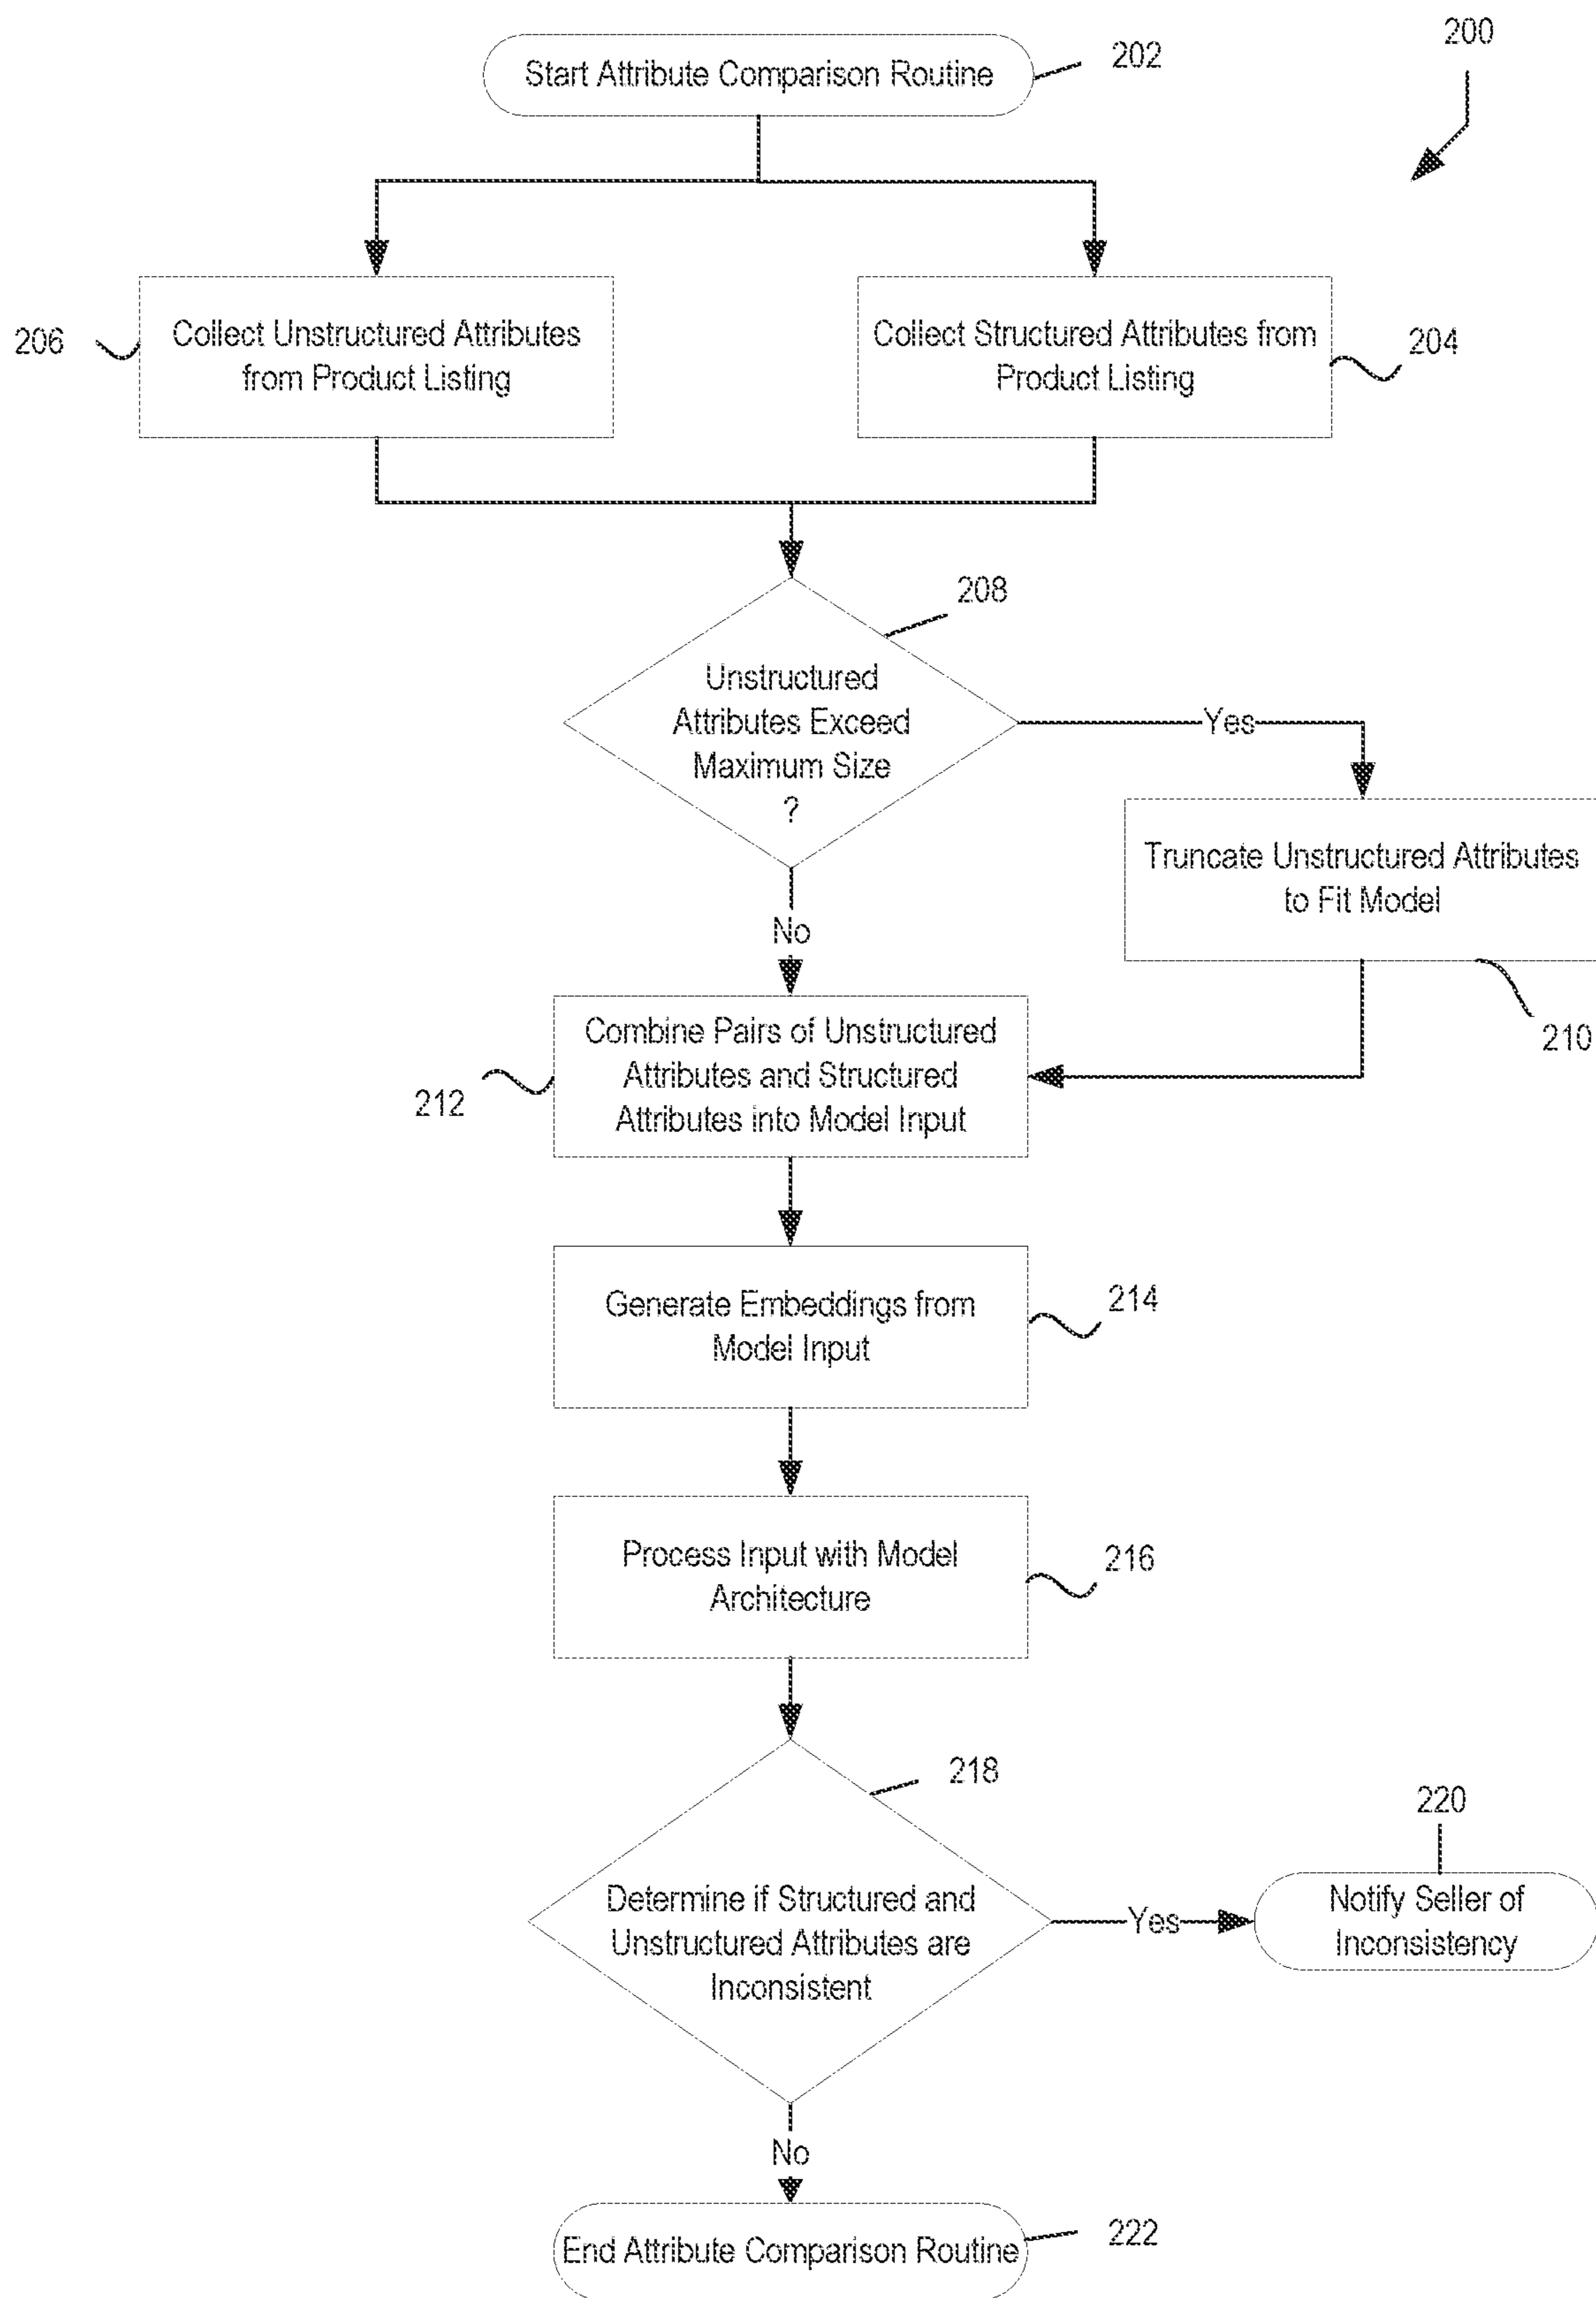 200
Start Attribute Comparison Routine
202
206
Collect Unstructured Attributes
from Product Listing
Collect Structured Attributes from
Product Listing
204
208
Unstructured
Attributes Exceed
Maximum Size
?
Yes
Truncate Unstructured Attributes
to Fit Model
210
No
Combine Pairs of Unstructured
Attributes and Structured
Attributes into Model Input
212
Generate Embeddings from
Model Input
214
Process Input with Model
Architecture
216
218
Determine if Structured and
Unstructured Attributes are
Inconsistent
Yes
220
Notify Seller of
Inconsistency
No
End Attribute Comparison Routine
222